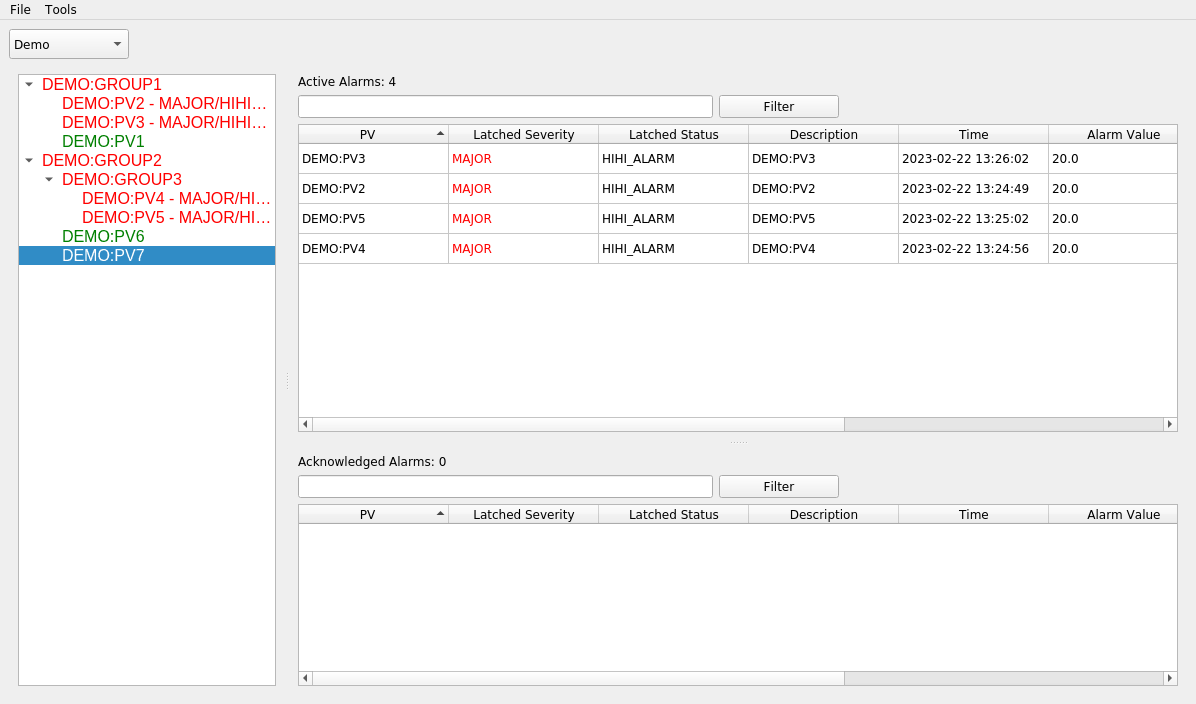 File Tools
Demo
DEMO:GROUP1
DEMO:PV2 - MAJOR/HIHI…
DEMO:PV3 - MAJOR/HIHI…
DEMO:PV1
DEMO:GROUP2
DEMO:GROUP3
DEMO:PV4 - MAJOR/HI…
DEMO:PV5 - MAJOR/HI…
DEMO:PV6
DEMO:PV7
Active Alarms: 4
Filter
PV Latched Severity Latched Status Description Time Alarm Value
DEMO:PV3 MAJOR HIHI_ALARM DEMO:PV3 2023-02-22 13:26:02 20.0
DEMO:PV2 MAJOR HIHI_ALARM DEMO:PV2 2023-02-22 13:24:49 20.0
DEMO:PV5 MAJOR HIHI_ALARM DEMO:PV5 2023-02-22 13:25:02 20.0
DEMO:PV4 MAJOR HIHI_ALARM DEMO:PV4 2023-02-22 13:24:56 20.0
Acknowledged Alarms: 0
Filter
PV Latched Severity Latched Status Description Time Alarm Value